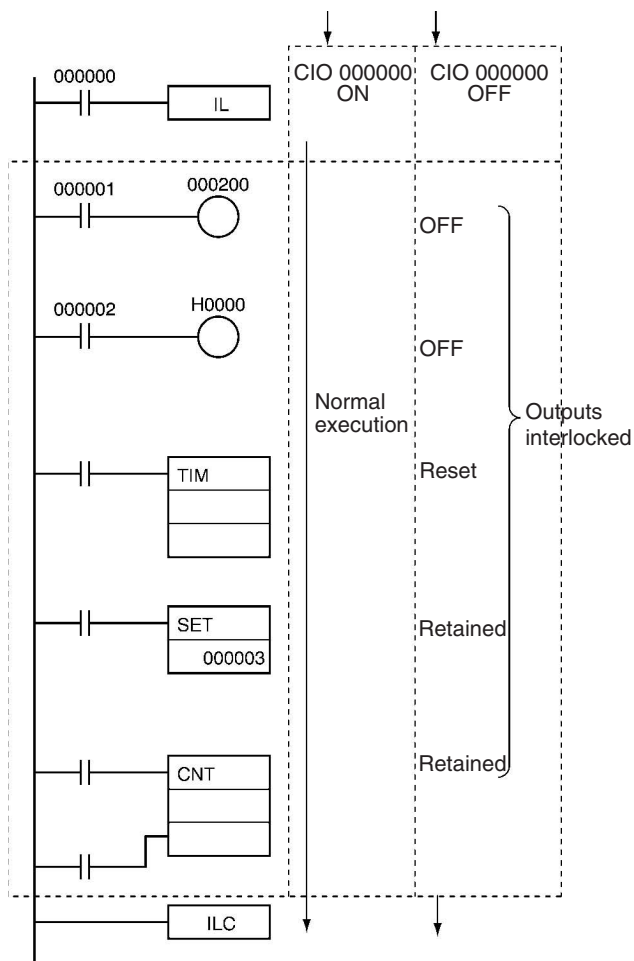 000000
IL
CIO 000000
ON
CIO 000000
OFF
000001
000200
OFF
000002
H0000
OFF
Normal
execution
Outputs
interlocked
TIM
Reset
SET
000003
Retained
CNT
Retained
ILC